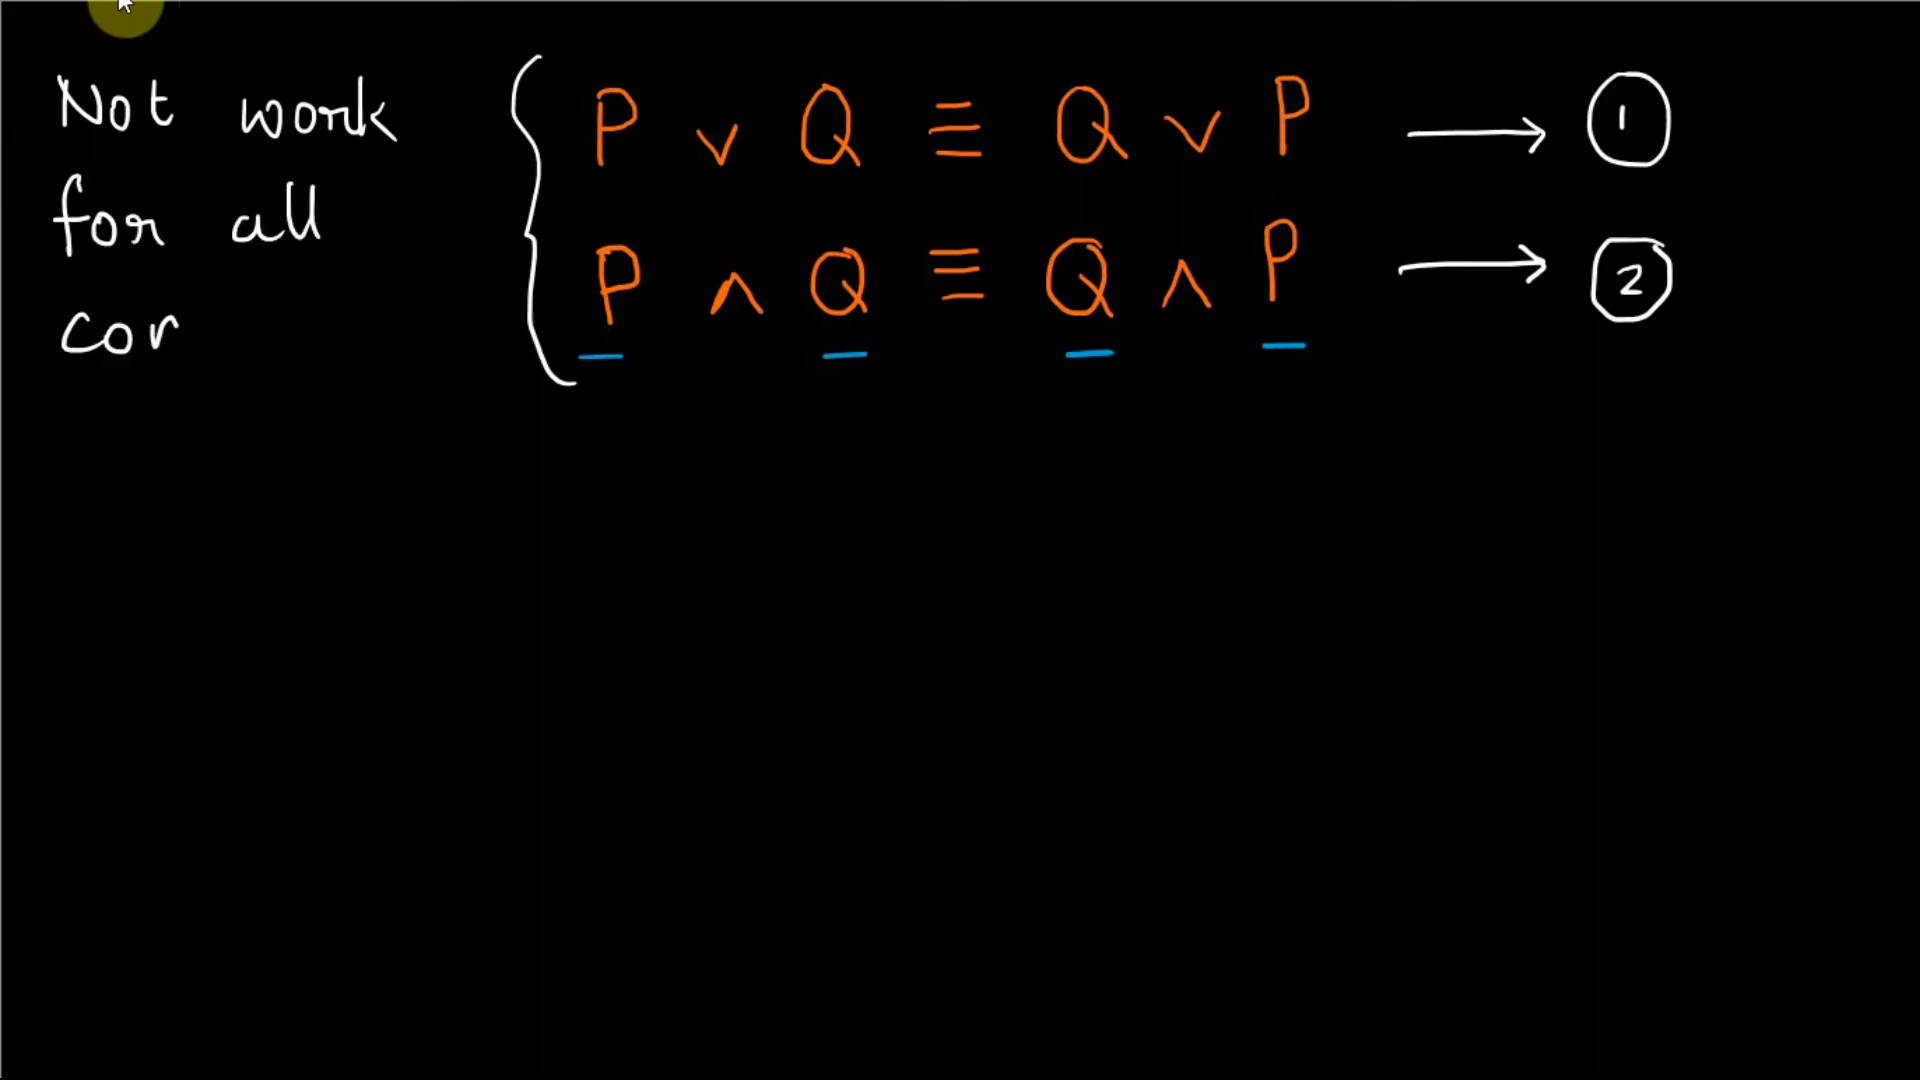 Not work
for all
cor
P ∨ Q ≡ Q ∨ P → 1
P ∧ Q ≡ Q ∧ P → 2